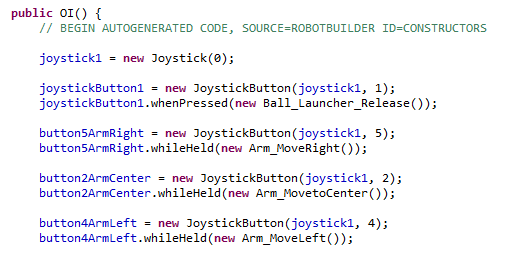 public OI() {
// BEGIN AUTOGENERATED CODE, SOURCE=ROBOTBUILDER ID=CONSTRUCTORS
joystick1 = new Joystick(0);
joystickButton1 = new JoystickButton(joystick1, 1);
joystickButton1.whenPressed(new Ball_Launcher_Release());
button5ArmRight = new JoystickButton(joystick1, 5);
button5ArmRight.whileHeld(new Arm_MoveRight());
button2ArmCenter = new JoystickButton(joystick1, 2);
button2ArmCenter.whileHeld(new Arm_MovetoCenter());
button4ArmLeft = new JoystickButton(joystick1, 4);
button4ArmLeft.whileHeld(new Arm_MoveLeft());